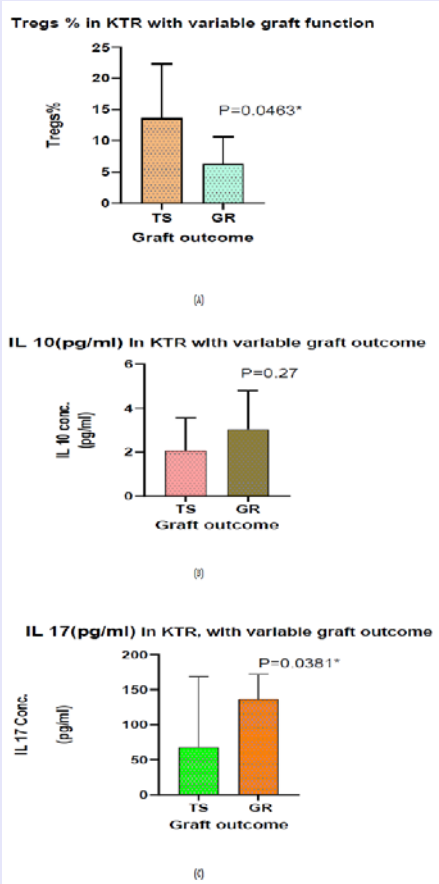 Tregs % in KTR with variable graft function
25
20
15
10
5
0
Tregs%
P=0.0463*
TS GR
Graft outcome
(A)
IL 10(pg/ml) in KTR with variable graft outcome
6
4
2
0
IL 10 conc.
(pg/ml)
P=0.27
TS GR
Graft outcome
(B)
IL 17(pg/ml) in KTR, with variable graft outcome
200
150
100
50
0
IL 17 Conc.
(pg/ml)
P=0.0381*
TS GR
Graft outcome
(C)